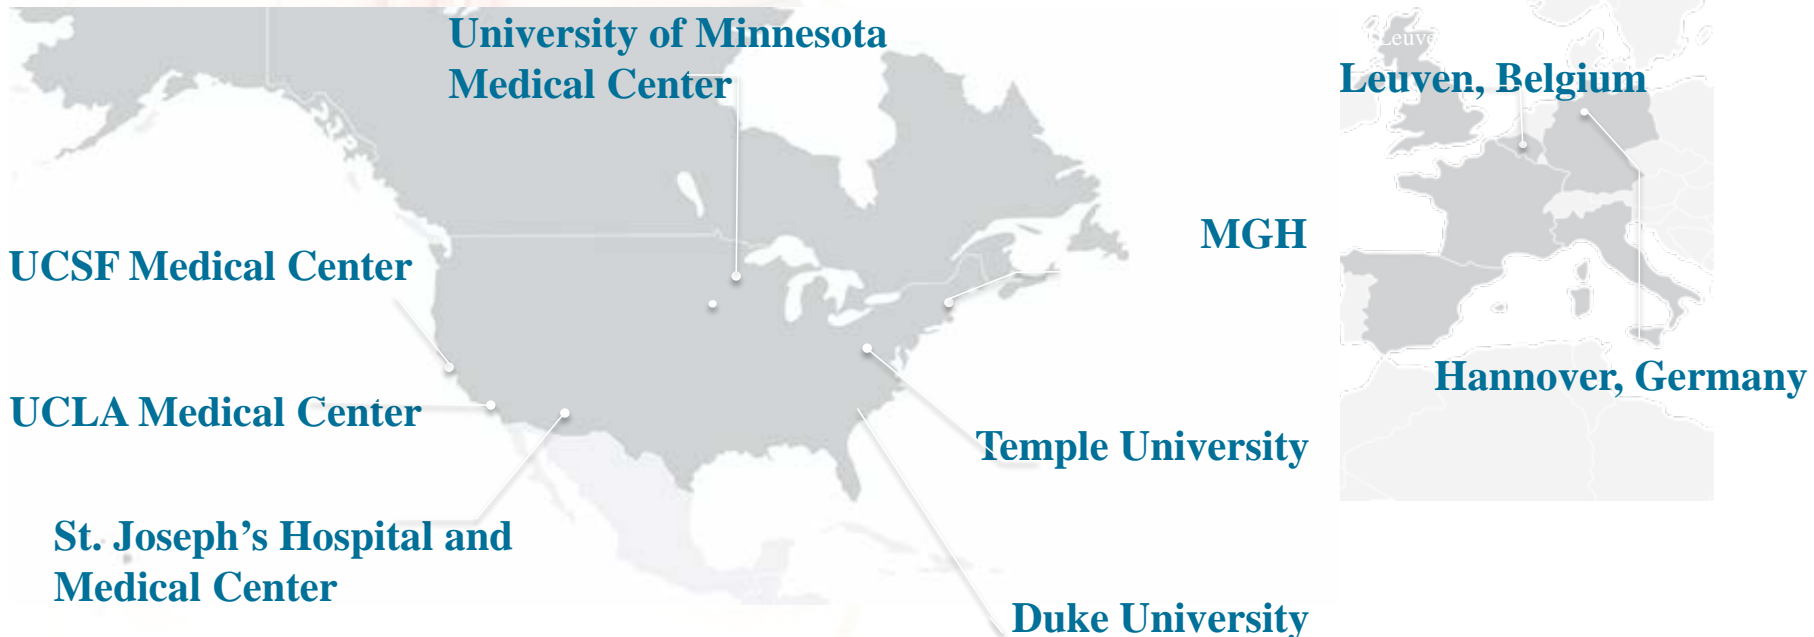 University of Minnesota
Medical Center
Leuve
Leuven, Belgium
MGH
UCSF Medical Center
Hannover, Germany
UCLA Medical Center
Temple University
St. Joseph’s Hospital and
Medical Center
Duke University